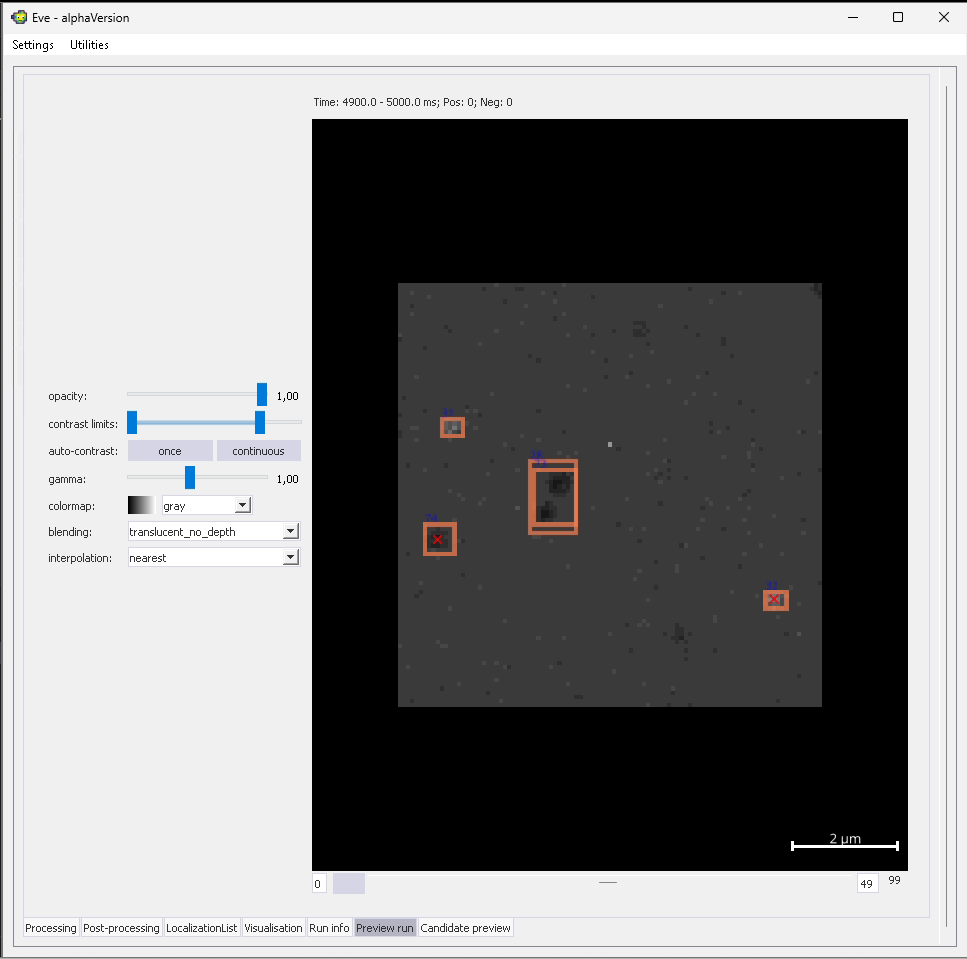 Eve - alphaVersion
Settings Utilities
Time: 4900.0 - 5000.0 ms; Pos: 0; Neg: 0
opacity: 1,00
contrast limits:
auto-contrast: once continuous
gamma: 1,00
colormap: gray
blending: translucent_no_depth
interpolation: nearest
2 µm
0 49 99
Processing Post-processing LocalizationList Visualisation Run info Preview run Candidate preview